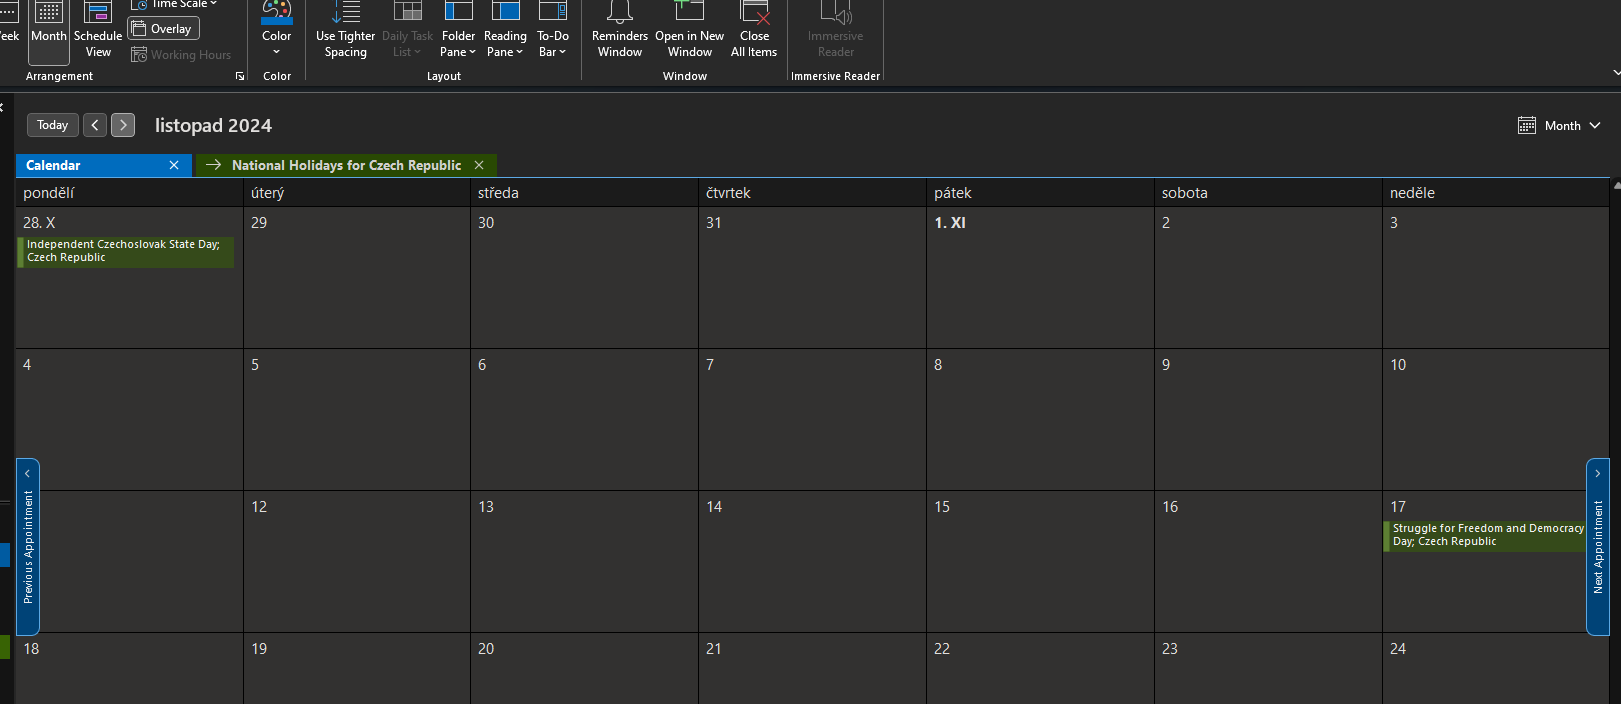 Time Scale
Month
Schedule View
Overlay
Working Hours
Color
Use Tighter Spacing
Daily Task List
Folder Pane
Reading Pane
To-Do Bar
Reminders Window
Open in New Window
Close All Items
Immersive Reader
Arrangement
Color
Layout
Window
Immersive Reader
Today
listopad 2024
Month
Calendar
National Holidays for Czech Republic
pondělí
úterý
středa
čtvrtek
pátek
sobota
neděle
28. X
29
30
31
1. XI
2
3
Independent Czechoslovak State Day;
Czech Republic
4
5
6
7
8
9
10
12
13
14
15
16
17
Struggle for Freedom and Democracy
Day; Czech Republic
Previous Appointment
Next Appointment
18
19
20
21
22
23
24